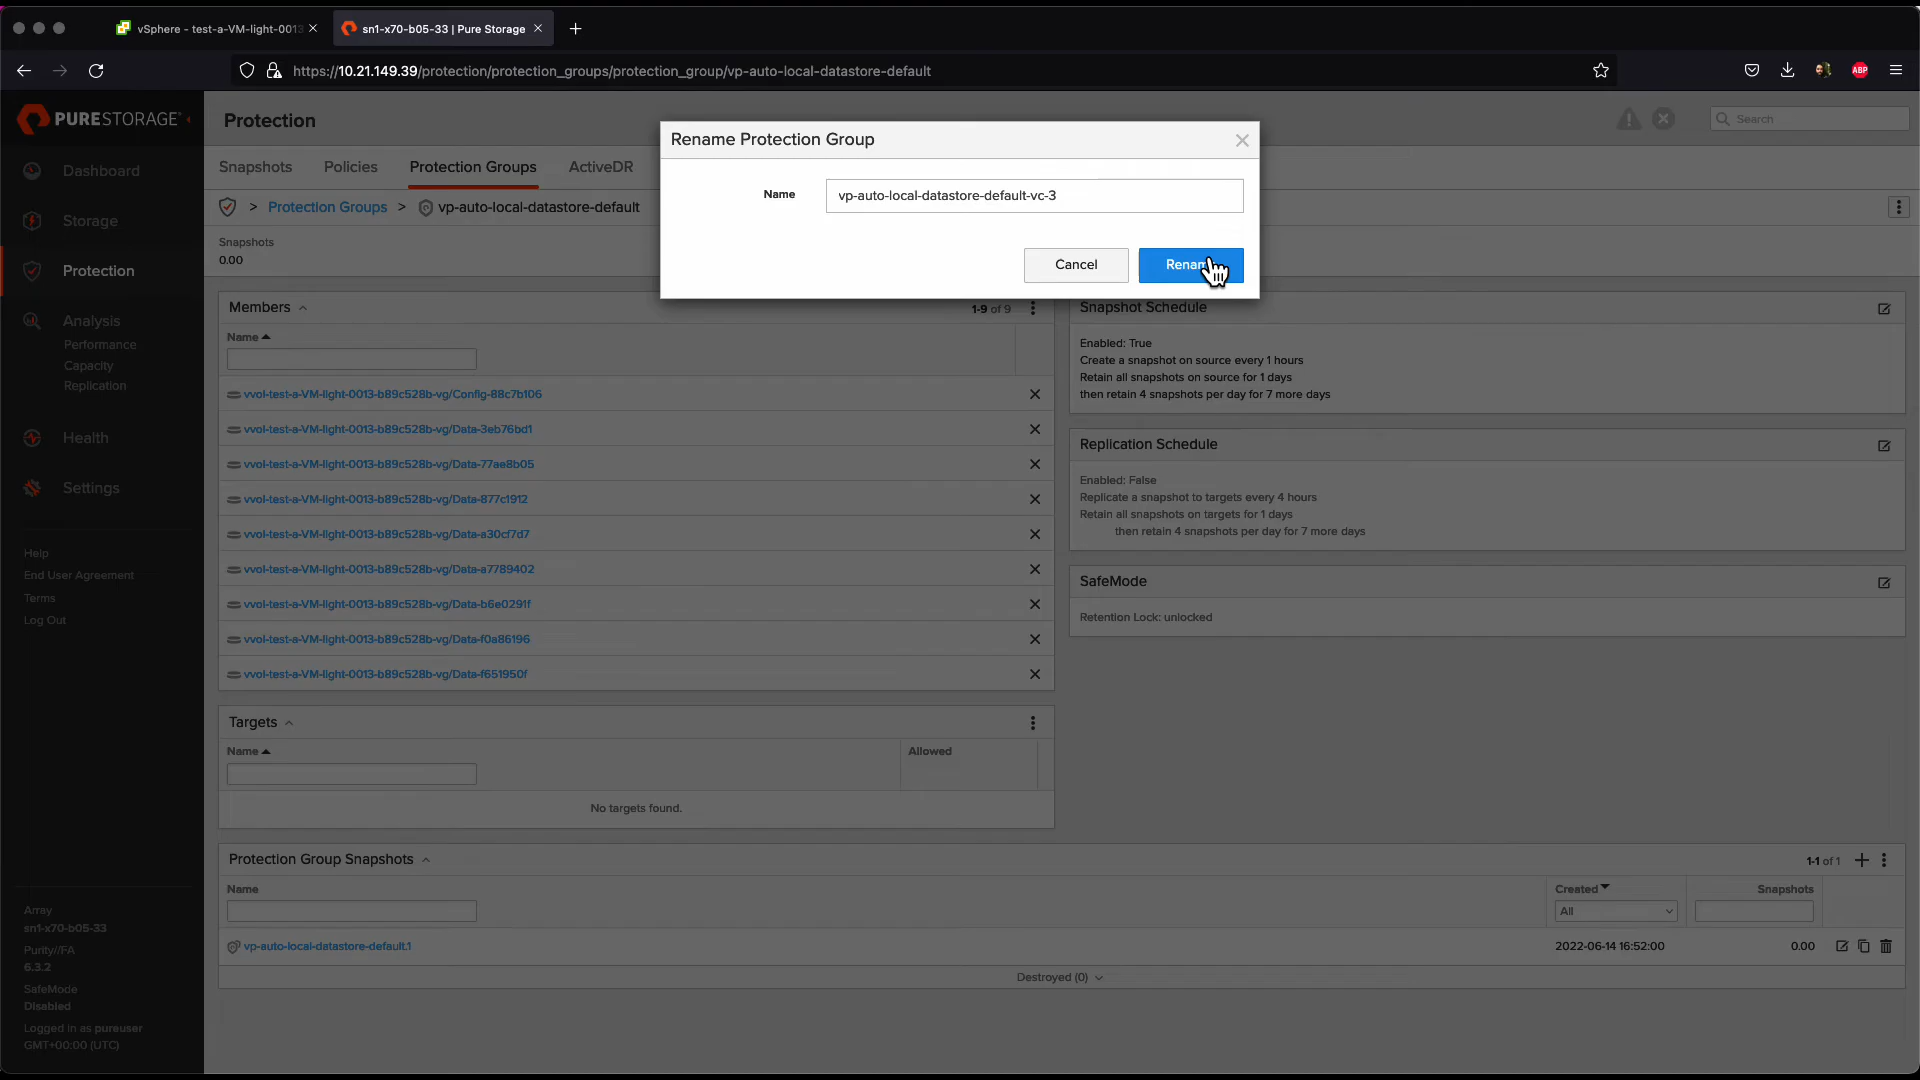 vSphere - test-a-VM-light-0013
sn1-x70-b05-33 | Pure Storage
https://10.21.149.39/protection/protection_groups/protection_group/vp-auto-local-datastore-default
ABP
PURESTORAGE
Protection
Search
Dashboard
Storage
Protection
Analysis
Performance
Capacity
Replication
Health
Settings
Help
End User Agreement
Terms
Log Out
Array
sn1-x70-b05-33
Purity//FA
6.3.2
SafeMode
Disabled
Logged in as pureuser
GMT+00:00 (UTC)
Snapshots Policies Protection Groups ActiveDR
> Protection Groups > vp-auto-local-datastore-default
Snapshots
0.00
Rename Protection Group
Name vp-auto-local-datastore-default-vc-3
Cancel
Members 1-9 of 9
Name
vvol-test-a-VM-light-0013-b89c528b-vg/Config-88c7b106
vvol-test-a-VM-light-0013-b89c528b-vg/Data-3eb76bd1
vvol-test-a-VM-light-0013-b89c528b-vg/Data-77ae8b05
vvol-test-a-VM-light-0013-b89c528b-vg/Data-877c1912
vvol-test-a-VM-light-0013-b89c528b-vg/Data-a30cf7d7
vvol-test-a-VM-light-0013-b89c528b-vg/Data-a7789402
vvol-test-a-VM-light-0013-b89c528b-vg/Data-b6e0291f
vvol-test-a-VM-light-0013-b89c528b-vg/Data-f0a86196
vvol-test-a-VM-light-0013-b89c528b-vg/Data-f651950f
Targets
Name Allowed
No targets found.
Snapshot Schedule
Enabled: True
Create a snapshot on source every 1 hours
Retain all snapshots on source for 1 days
then retain 4 snapshots per day for 7 more days
Replication Schedule
Enabled: False
Replicate a snapshot to targets every 4 hours
Retain all snapshots on targets for 1 days
then retain 4 snapshots per day for 7 more days
SafeMode
Retention Lock: unlocked
Protection Group Snapshots 1-1 of 1
Name Created Snapshots
All
vp-auto-local-datastore-default.1 2022-06-14 16:52:00 0.00
Destroyed (0)